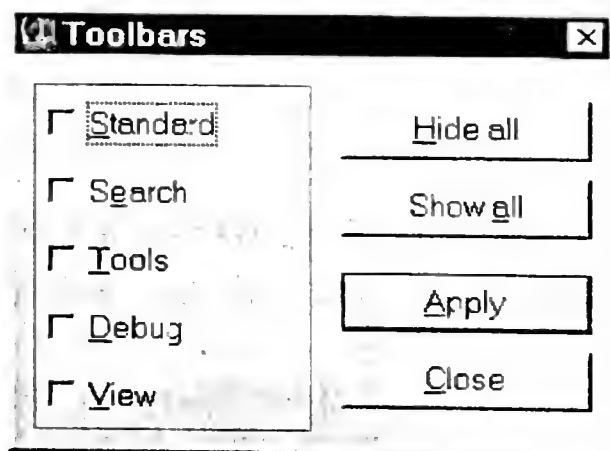 Toolbars
Standard
Search
Tools
Debug
View
Hide all
Show all
Apply
Close